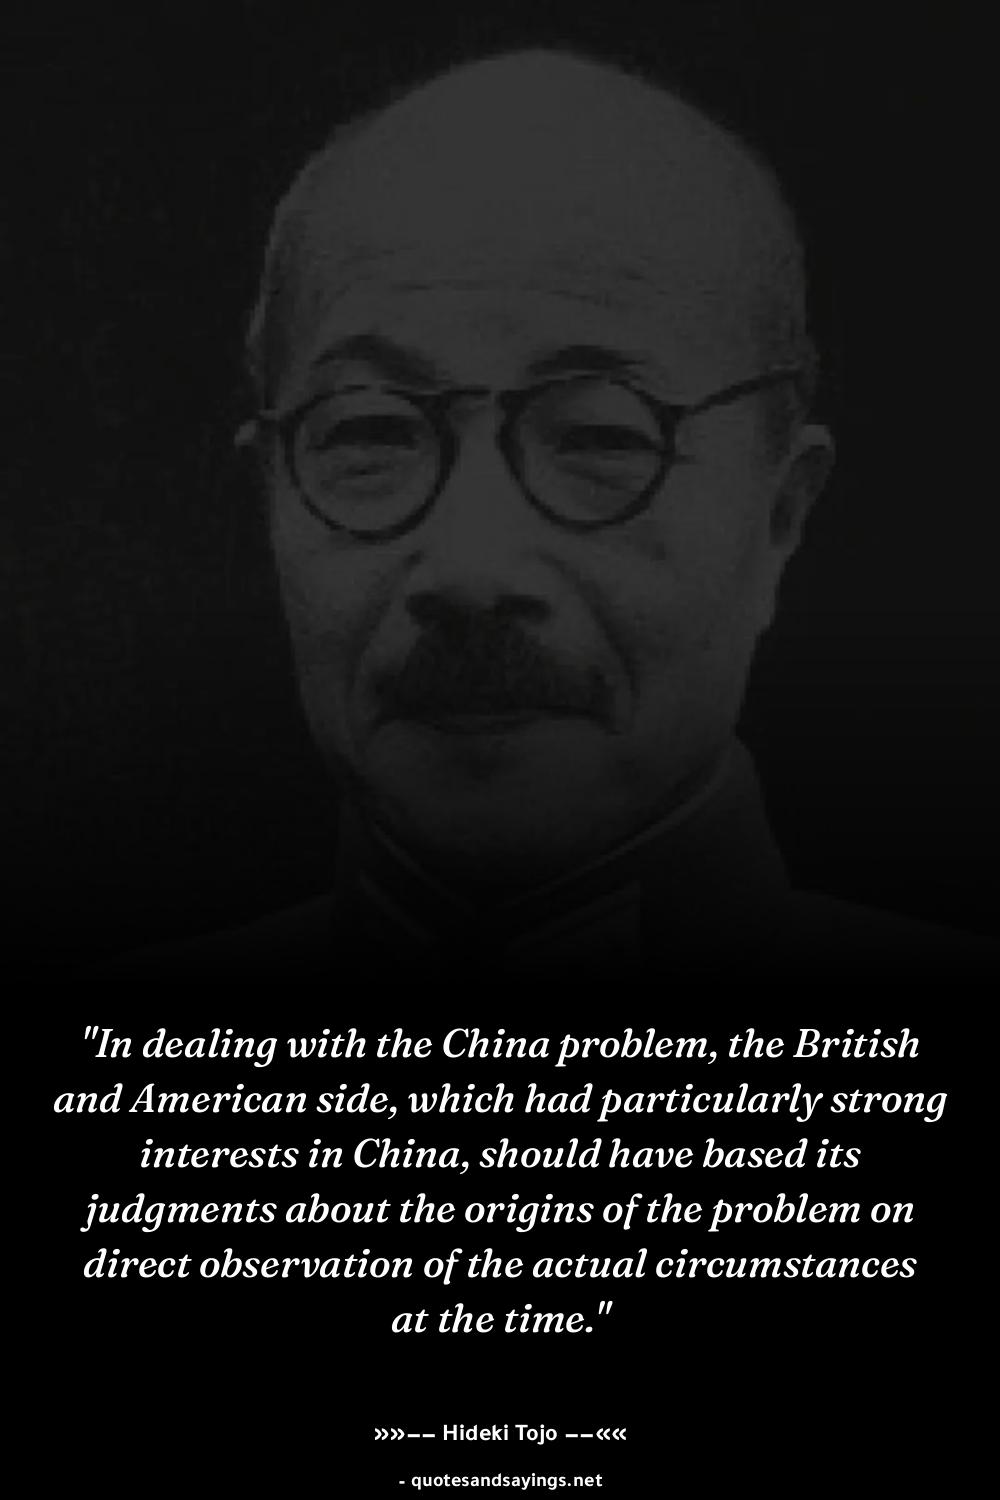 "In dealing with the China problem, the British
and American side, which had particularly strong
interests in China, should have based its
judgments about the origins of the problem on
direct observation of the actual circumstances
at the time."
»»–– Hideki Tojo ––««
- quotesandsayings.net